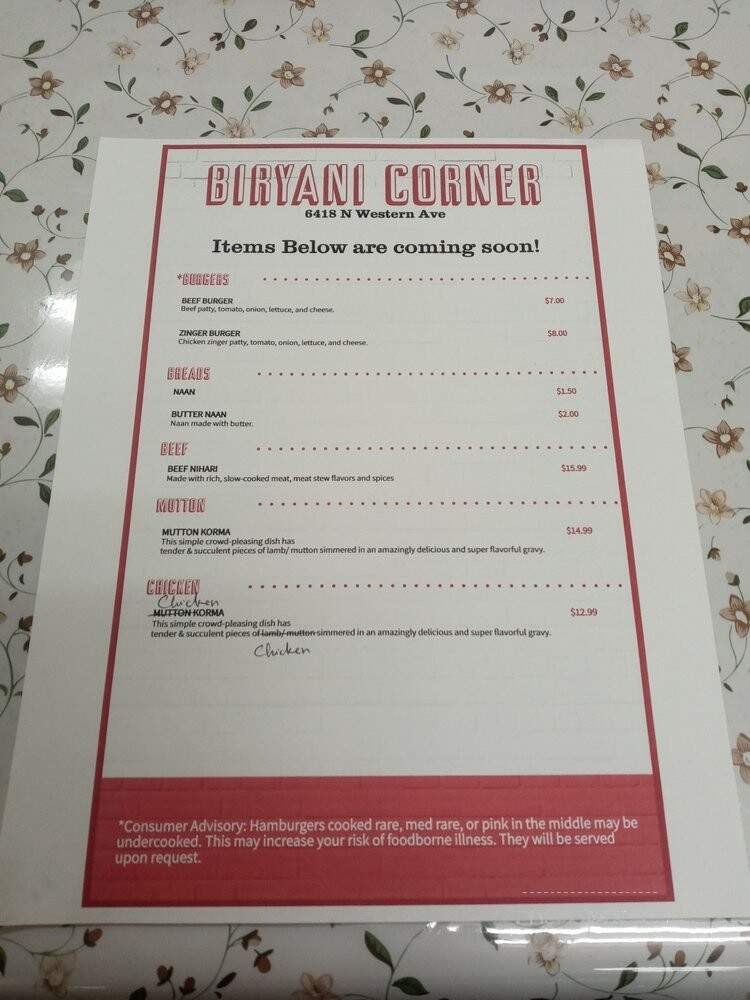 BIRYANI CORNER
6418 N Western Ave
Items Below are coming soon!
*BURGERS
BEEF BURGER $7.00
Beef patty, tomato, onion, lettuce, and cheese.
ZINGER BURGER $8.00
Chicken zinger patty, tomato, onion, lettuce, and cheese.
BREADS
NAAN $1.50
BUTTER NAAN $2.00
Naan made with butter.
BEEF
BEEF NIHARI $15.99
Made with rich, slow-cooked meat, meat stew flavors and spices
MUTTON
MUTTON KORMA $14.99
This simple crowd-pleasing dish has
tender & succulent pieces of lamb/ mutton simmered in an amazingly delicious and super flavorful gravy.
CHICKEN
Chicken
MUTTON KORMA $12.99
This simple crowd-pleasing dish has
tender & succulent pieces of lamb/ mutton simmered in an amazingly delicious and super flavorful gravy.
Chicken
*Consumer Advisory: Hamburgers cooked rare, med rare, or pink in the middle may be
undercooked. This may increase your risk of foodborne illness. They will be served
upon request.